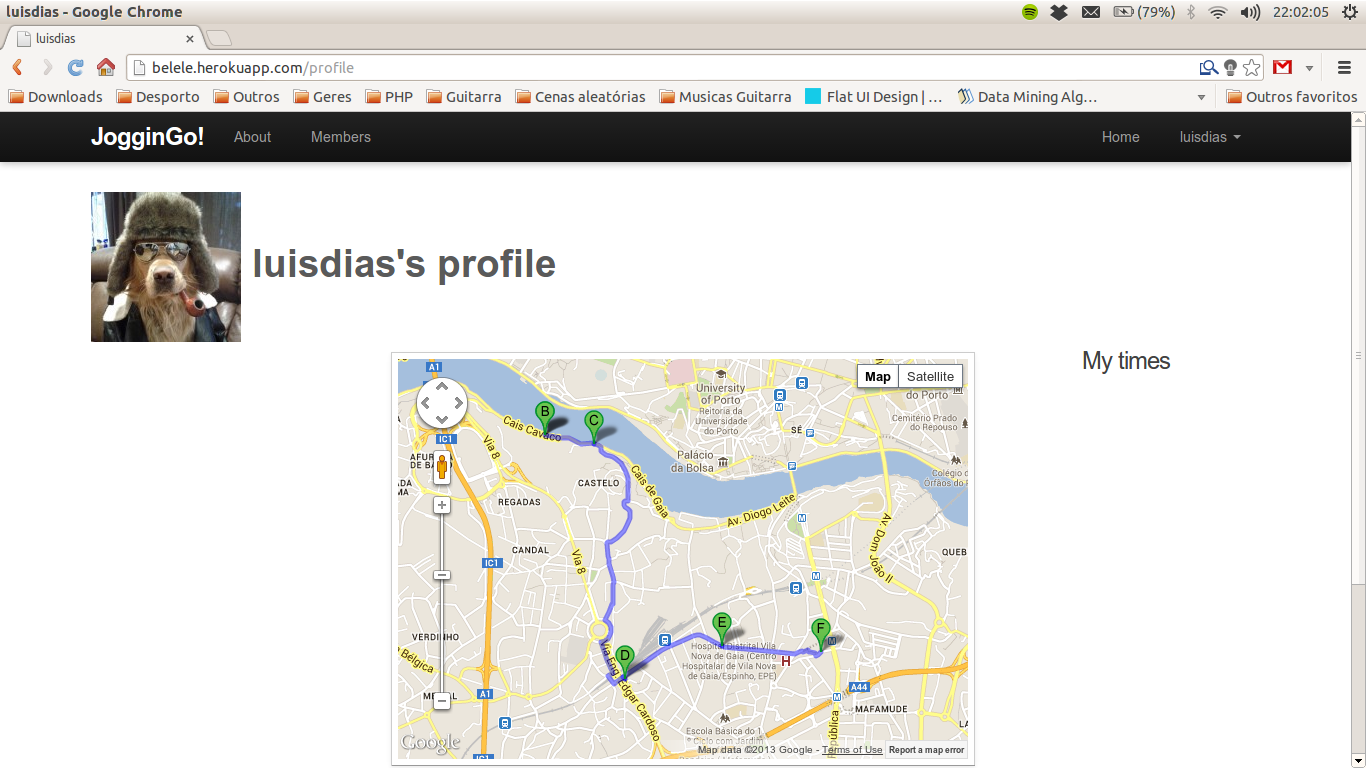 luisdias - Google Chrome
(79%) 22:02:05
luisdias
belele.herokuapp.com/profile
Downloads Desporto Outros Geres PHP Guitarra Cenas aleatórias Musicas Guitarra Flat UI Design | ... Data Mining Alg... Outros favoritos
JogginGo! About Members Home luisdias
luisdias's profile
My times
Map Satellite
A1
University
of Porto
Reitoria da
Universidade
do Porto
do Porto
Cemitério Prado
do Repouso
SÉ
Palácio
da Bolsa
Colégio
Órfãos do P
B
C
Cais Cavaco
IC1
Via 8
AFURADA
DE BAIXO
Cais de Gaia
CASTELO
REGADAS
Av. Diogo Leite
Av. Dom João II
CANDAL
Via 8
QUEB
IC1
VERDINHO
E
F
D
Hospital Distrital Vila
Nova de Gaia (Centro
Hospitalar de Vila Nova
de Gaia/Espinho, EPE)
H
Via Eng. Edgar Cardoso
A1
A44
MAFAMUDE
República
Escola Básica do 1.
º Ciclo com Jardim
IC1
Google
Map data ©2013 Google - Terms of Use Report a map error